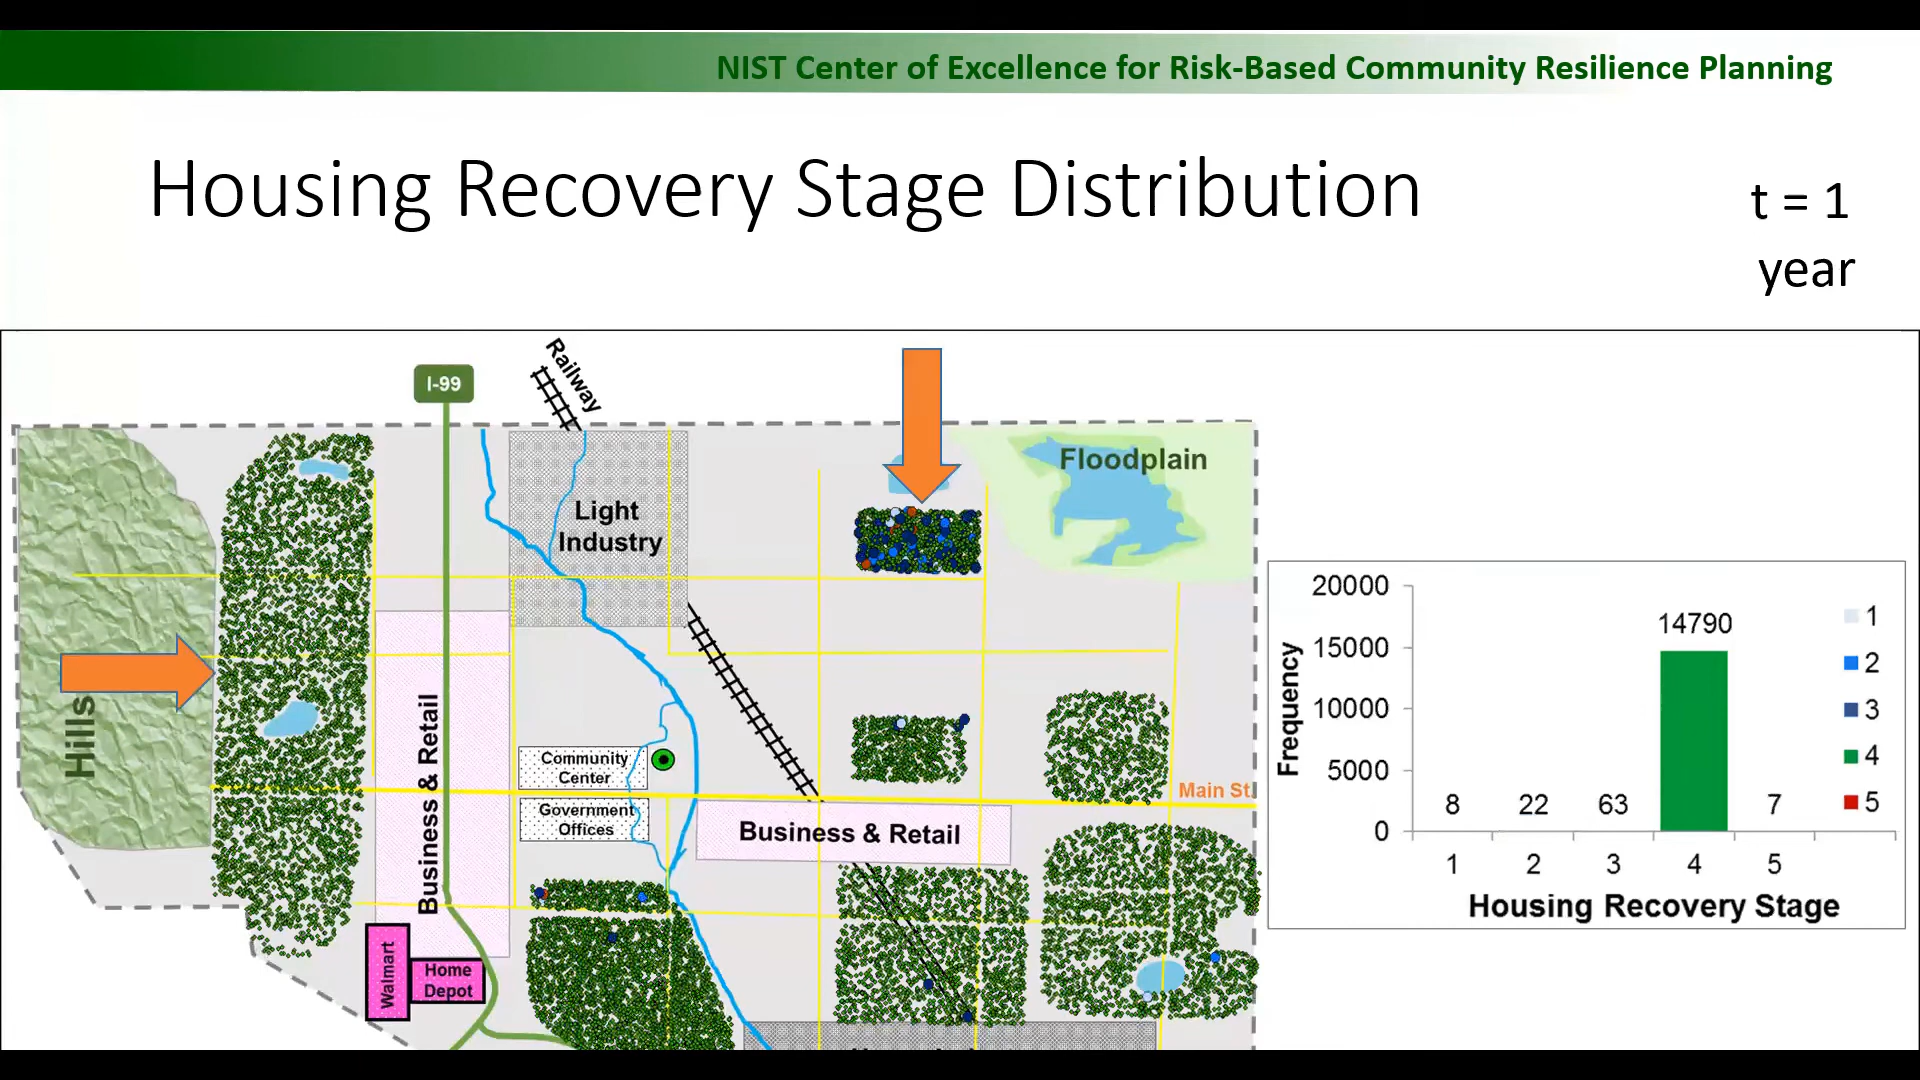 NIST Center of Excellence for Risk-Based Community Resilience Planning
Housing Recovery Stage Distribution
t = 1
year
I-99
Railway
Floodplain
Light
Industry
Hills
Business & Retail
Community
Center
Government
Offices
Main St.
Business & Retail
Walmart
Home
Depot
20000
15000
10000
5000
0
Frequency
8
22
63
14790
7
1
2
3
4
5
Housing Recovery Stage
1
2
3
4
5